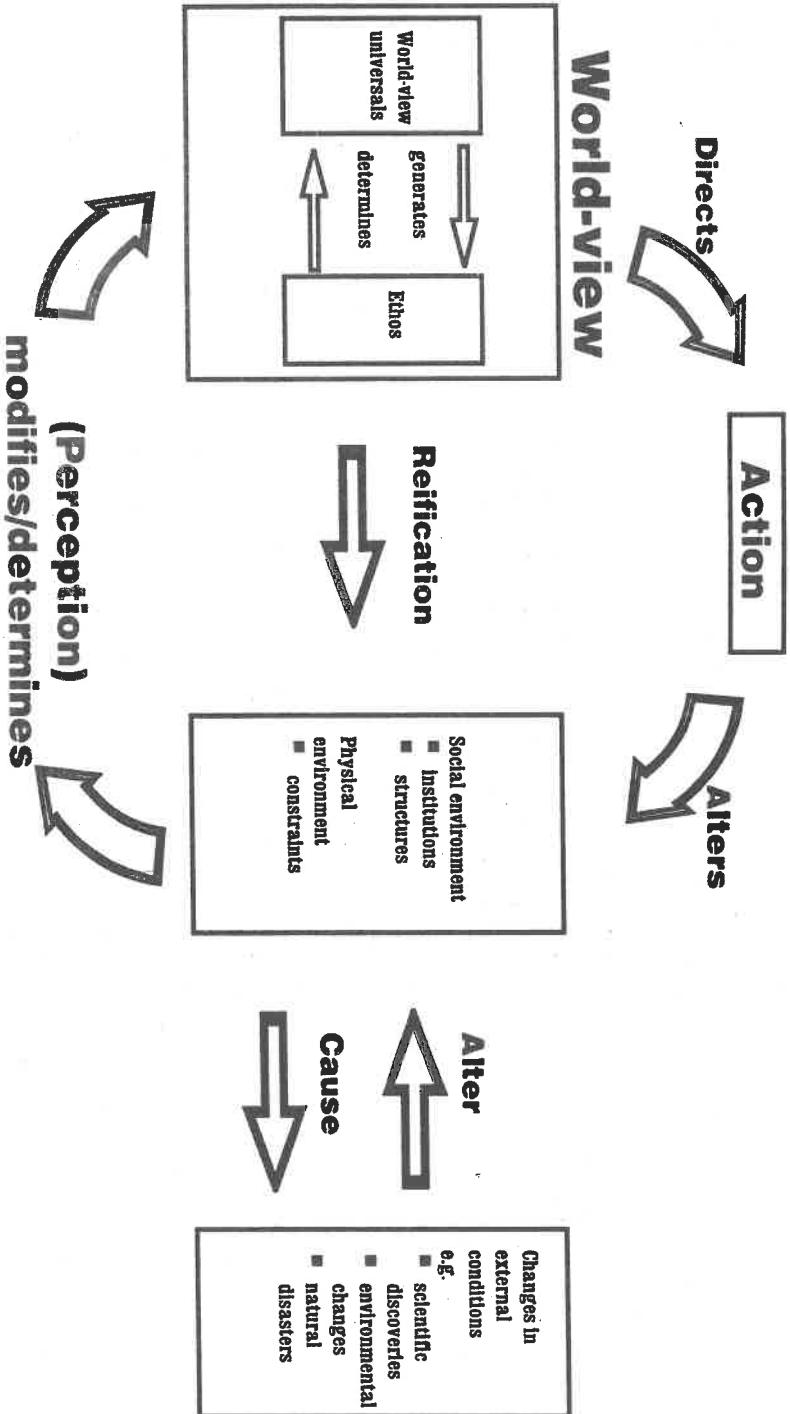 World-view
World-view
universals
generates
determines
Ethos
Directs
Action
Alters
Reification
Social environment
■ institutions
■ structures
Physical
environment
■ constraints
(Perception)
modifies/determines
Alter
Cause
Changes in
external
conditions
e.g.
■ scientific
discoveries
■ environmental
changes
■ natural
disasters